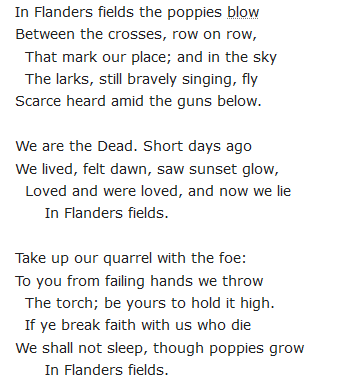 In Flanders fields the poppies blow
Between the crosses, row on row,
That mark our place; and in the sky
The larks, still bravely singing, fly
Scarce heard amid the guns below.

We are the Dead. Short days ago
We lived, felt dawn, saw sunset glow,
Loved and were loved, and now we lie
In Flanders fields.

Take up our quarrel with the foe:
To you from failing hands we throw
The torch; be yours to hold it high.
If ye break faith with us who die
We shall not sleep, though poppies grow
In Flanders fields.